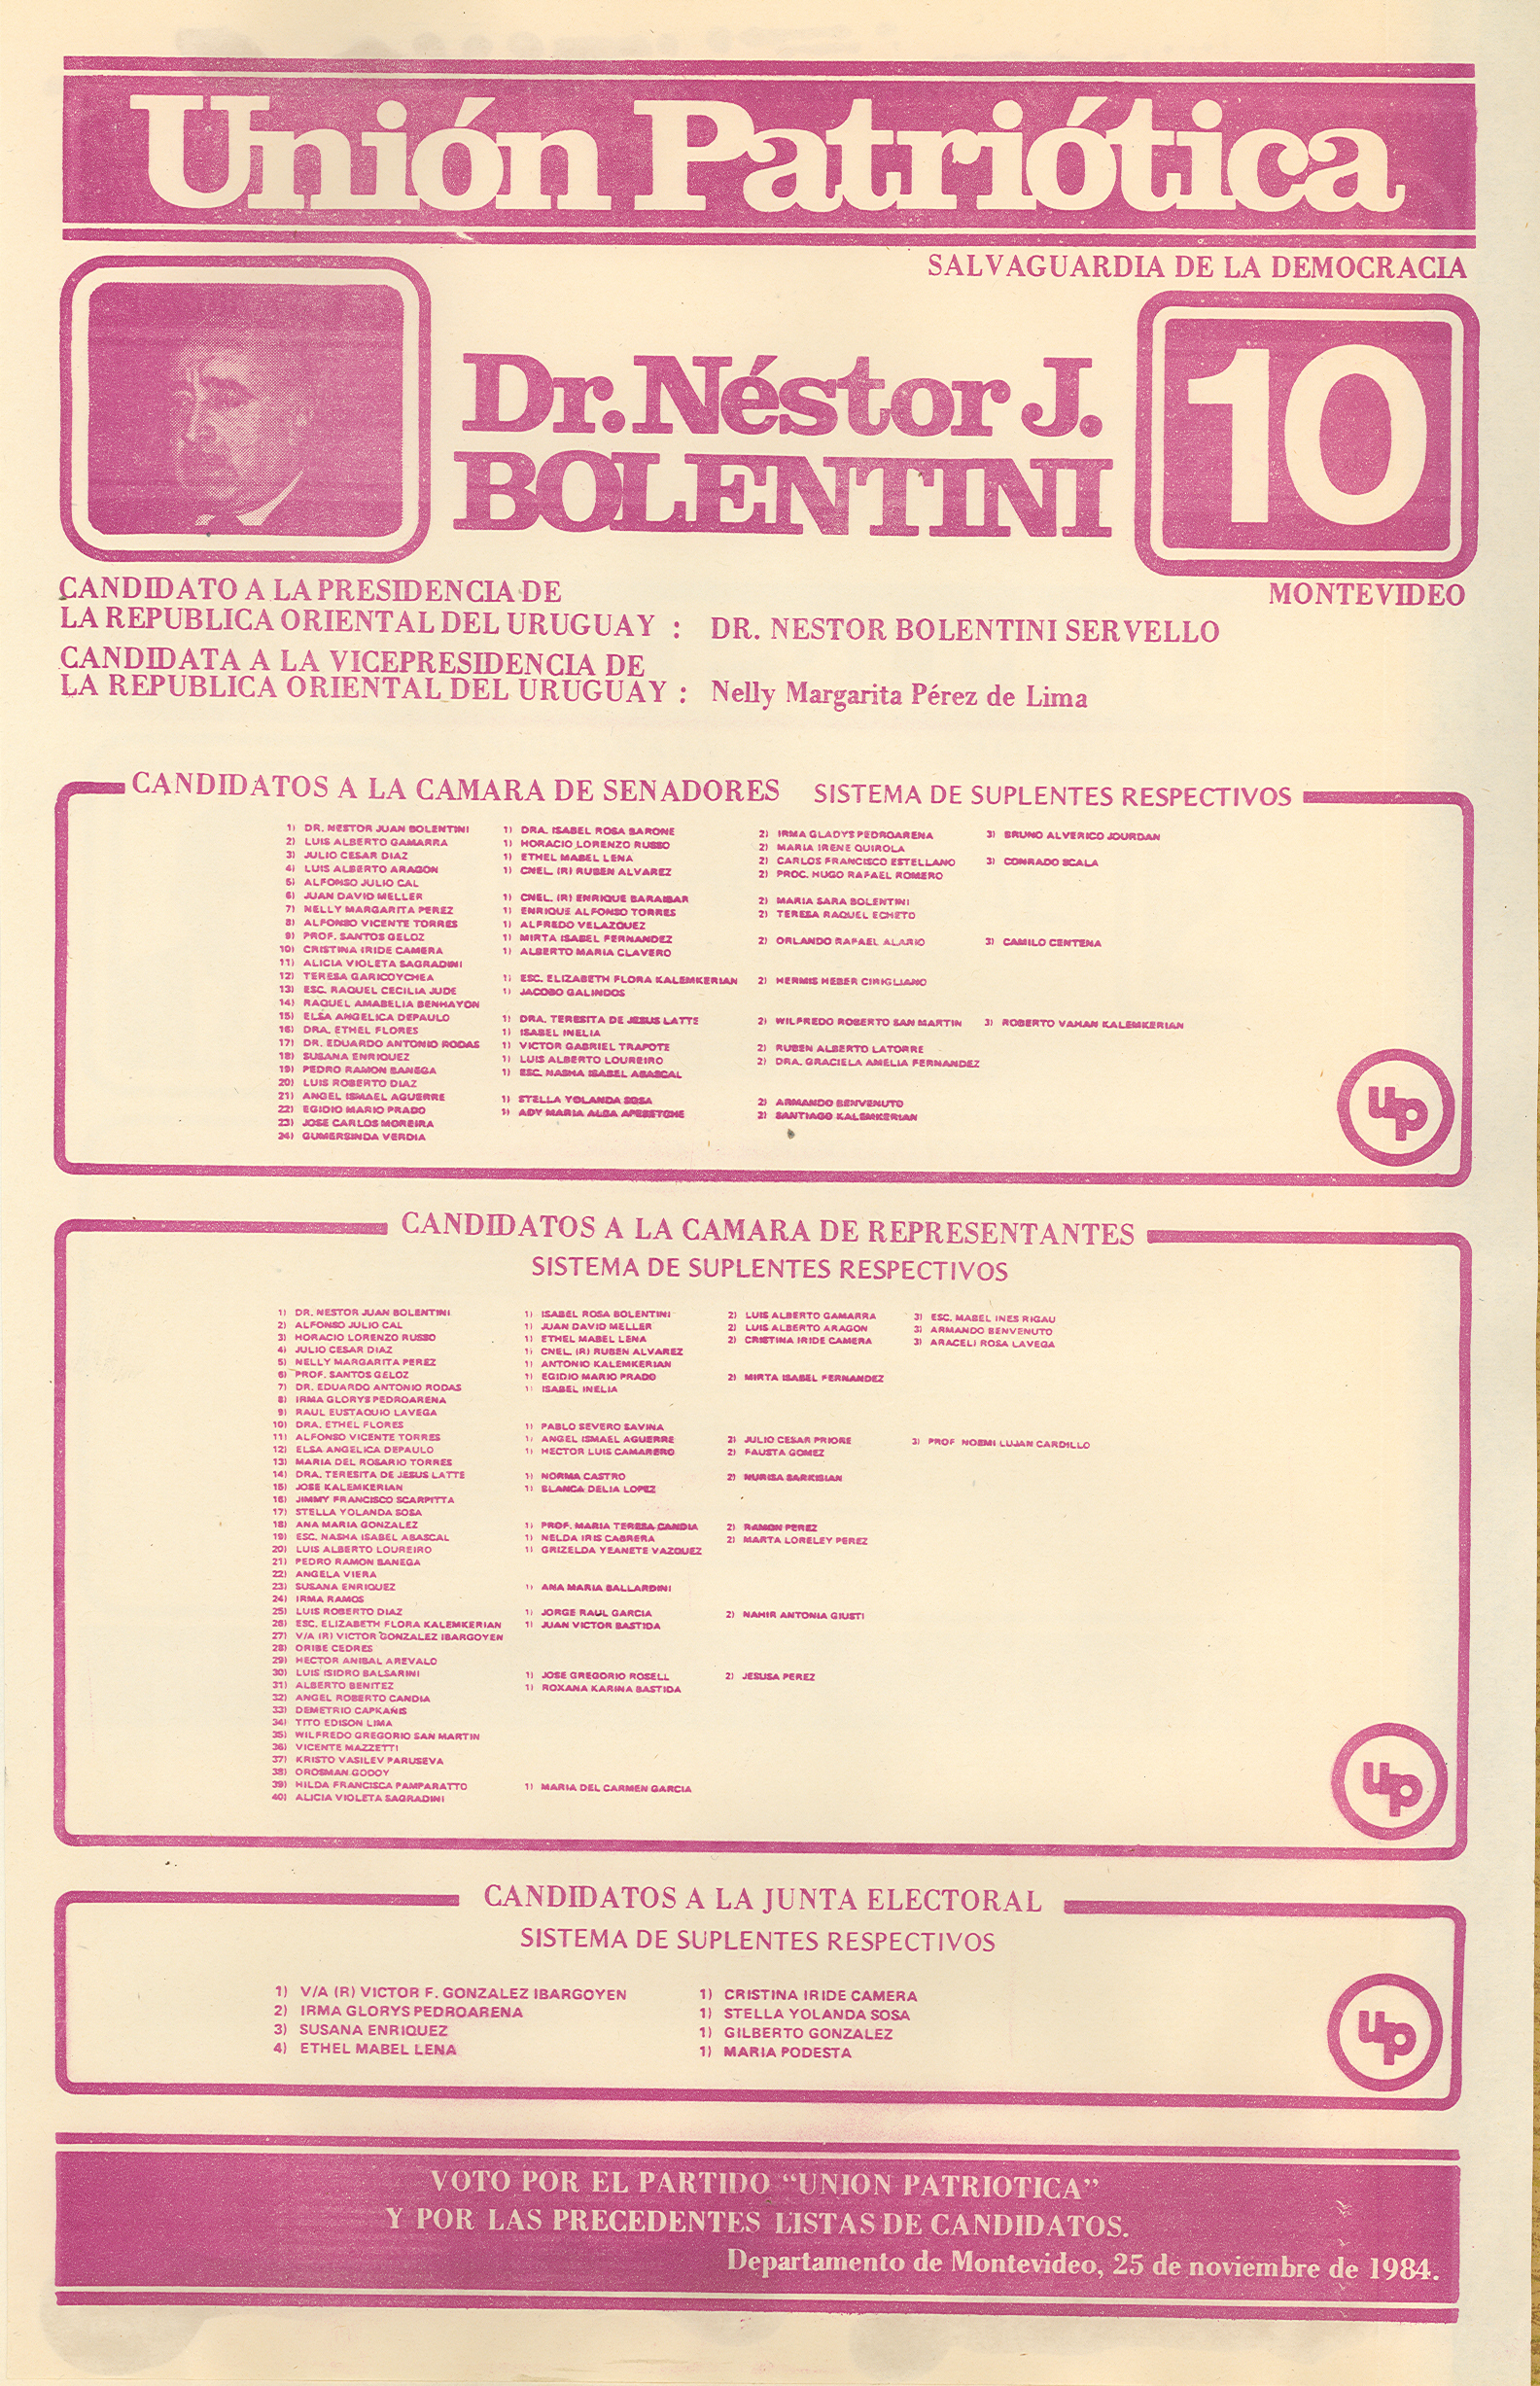 Unión Patriótica
SALVAGUARDIA DE LA DEMOCRACIA
Dr. Néstor J.
BOLENTINI
10
MONTEVIDEO
CANDIDATO A LA PRESIDENCIA DE
LA REPUBLICA ORIENTAL DEL URUGUAY : DR. NESTOR BOLENTINI SERVELLO
CANDIDATA A LA VICEPRESIDENCIA DE
LA REPUBLICA ORIENTAL DEL URUGUAY : Nelly Margarita Pérez de Lima
CANDIDATOS A LA CAMARA DE SENADORES SISTEMA DE SUPLENTES RESPECTIVOS
1) DR. NESTOR JUAN BOLENTINI 1) DRA. ISABEL ROSA BARONE 2) IRMA GLADYS PEDROARENA 3) BRUNO ALVERICO JOURDAN
2) LUIS ALBERTO GAMARRA 1) HORACIO LORENZO RUSSO 2) MARIA IRENE QUIROLA
3) JULIO CESAR DIAZ 1) ETHEL MABEL LENA 2) CARLOS FRANCISCO ESTELLANO 3) CONRADO SCALA
4) LUIS ALBERTO ARAGON 1) CNEL. (R) RUBEN ALVAREZ 2) PROC. HUGO RAFAEL ROMERO
5) ALFONSO JULIO CAL
6) JUAN DAVID MELLER 1) CNEL. (R) ENRIQUE BARAIBAR 2) MARIA SARA BOLENTINI
7) NELLY MARGARITA PEREZ 1) ENRIQUE ALFONSO TORRES 2) TERESA RAQUEL ECHETO
8) ALFONSO VICENTE TORRES 1) ALFREDO VELAZQUEZ
9) PROF. SANTOS GELOZ 1) MIRTA ISABEL FERNANDEZ 2) ORLANDO RAFAEL ALARIO 3) CAMILO CENTENA
10) CRISTINA IRIDE CAMERA 1) ALBERTO MARIA CLAVERO
11) ALICIA VIOLETA SAGRADINI
12) TERESA GARICOYCHEA 1) ESC. ELIZABETH FLORA KALEMKERIAN 2) HERMIS HEBER CIRIGLIANO
13) ESC. RAQUEL CECILIA JUDE 1) JACOBO GALINDOS
14) RAQUEL AMABELIA BENHAYON
15) ELSA ANGELICA DEPAULO 1) DRA. TERESITA DE JESUS LATTE 2) WILFREDO ROBERTO SAN MARTIN 3) ROBERTO VAHAN KALEMKERIAN
16) DRA. ETHEL FLORES 1) ISABEL INELIA
17) DR. EDUARDO ANTONIO RODAS 1) VICTOR GABRIEL TRAPOTE 2) RUBEN ALBERTO LATORRE
18) SUSANA ENRIQUEZ 1) LUIS ALBERTO LOUREIRO 2) DRA. GRACIELA AMELIA FERNANDEZ
19) PEDRO RAMON BANEGA 1) ESC. NASHA ISABEL ABASCAL
20) LUIS ROBERTO DIAZ
21) ANGEL ISMAEL AGUERRE 1) STELLA YOLANDA SOSA 2) ARMANDO BENVENUTO
22) EGIDIO MARIO PRADO 1) ADY MARIA ALBA APESETCHE 2) SANTIAGO KALEMKERIAN
23) JOSE CARLOS MOREIRA
24) GUMERSINDA VERDIA
up
CANDIDATOS A LA CAMARA DE REPRESENTANTES
SISTEMA DE SUPLENTES RESPECTIVOS
1) DR. NESTOR JUAN BOLENTINI 1) ISABEL ROSA BOLENTINI 2) LUIS ALBERTO GAMARRA 3) ESC. MABEL INES RIGAU
2) ALFONSO JULIO CAL 1) JUAN DAVID MELLER 2) LUIS ALBERTO ARAGON 3) ARMANDO BENVENUTO
3) HORACIO LORENZO RUSSO 1) ETHEL MABEL LENA 2) CRISTINA IRIDE CAMERA 3) ARACELI ROSA LAVEGA
4) JULIO CESAR DIAZ 1) CNEL. (R) RUBEN ALVAREZ
5) NELLY MARGARITA PEREZ 1) ANTONIO KALEMKERIAN
6) PROF. SANTOS GELOZ 1) EGIDIO MARIO PRADO 2) MIRTA ISABEL FERNANDEZ
7) DR. EDUARDO ANTONIO RODAS 1) ISABEL INELIA
8) IRMA GLORYS PEDROARENA
9) RAUL EUSTAQUIO LAVEGA
10) DRA. ETHEL FLORES 1) PABLO SEVERO SAVINA
11) ALFONSO VICENTE TORRES 1) ANGEL ISMAEL AGUERRE 2) JULIO CESAR PRIORE 3) PROF NOEMI LUJAN CARDILLO
12) ELSA ANGELICA DEPAULO 1) HECTOR LUIS CAMARERO 2) FAUSTA GOMEZ
13) MARIA DEL ROSARIO TORRES
14) DRA. TERESITA DE JESUS LATTE 1) NORMA CASTRO 2) NURISA SARKISIAN
15) JOSE KALEMKERIAN 1) BLANCA DELIA LOPEZ
16) JIMMY FRANCISCO SCARPITTA
17) STELLA YOLANDA SOSA
18) ANA MARIA GONZALEZ 1) PROF. MARIA TERESA CANDIA 2) RAMON PEREZ
19) ESC. NASHA ISABEL ABASCAL 1) NELDA IRIS CABRERA 2) MARTA LORELEY PEREZ
20) LUIS ALBERTO LOUREIRO 1) GRIZELDA YEANETE VAZQUEZ
21) PEDRO RAMON BANEGA
22) ANGELA VIERA
23) SUSANA ENRIQUEZ 1) ANA MARIA BALLARDINI
24) IRMA RAMOS
25) LUIS ROBERTO DIAZ 1) JORGE RAUL GARCIA 2) NAHIR ANTONIA GIUSTI
26) ESC. ELIZABETH FLORA KALEMKERIAN 1) JUAN VICTOR BASTIDA
27) V/A (R) VICTOR GONZALEZ IBARGOYEN
28) ORIBE CEDRES
29) HECTOR ANIBAL AREVALO
30) LUIS ISIDRO BALSARINI 1) JOSE GREGORIO ROSELL 2) JESUSA PEREZ
31) ALBERTO BENITEZ 1) ROXANA KARINA BASTIDA
32) ANGEL ROBERTO CANDIA
33) DEMETRIO CAPKANIS
34) TITO EDISON LIMA
35) WILFREDO GREGORIO SAN MARTIN
36) VICENTE MAZZETTI
37) KRISTO VASILEV PARUSEVA
38) OROSMAN GODOY
39) HILDA FRANCISCA PAMPARATTO 1) MARIA DEL CARMEN GARCIA
40) ALICIA VIOLETA SAGRADINI
up
CANDIDATOS A LA JUNTA ELECTORAL
SISTEMA DE SUPLENTES RESPECTIVOS
1) V/A (R) VICTOR F. GONZALEZ IBARGOYEN 1) CRISTINA IRIDE CAMERA
2) IRMA GLORYS PEDROARENA 1) STELLA YOLANDA SOSA
3) SUSANA ENRIQUEZ 1) GILBERTO GONZALEZ
4) ETHEL MABEL LENA 1) MARIA PODESTA
up
VOTO POR EL PARTIDO "UNION PATRIOTICA"
Y POR LAS PRECEDENTES LISTAS DE CANDIDATOS.
Departamento de Montevideo, 25 de noviembre de 1984.